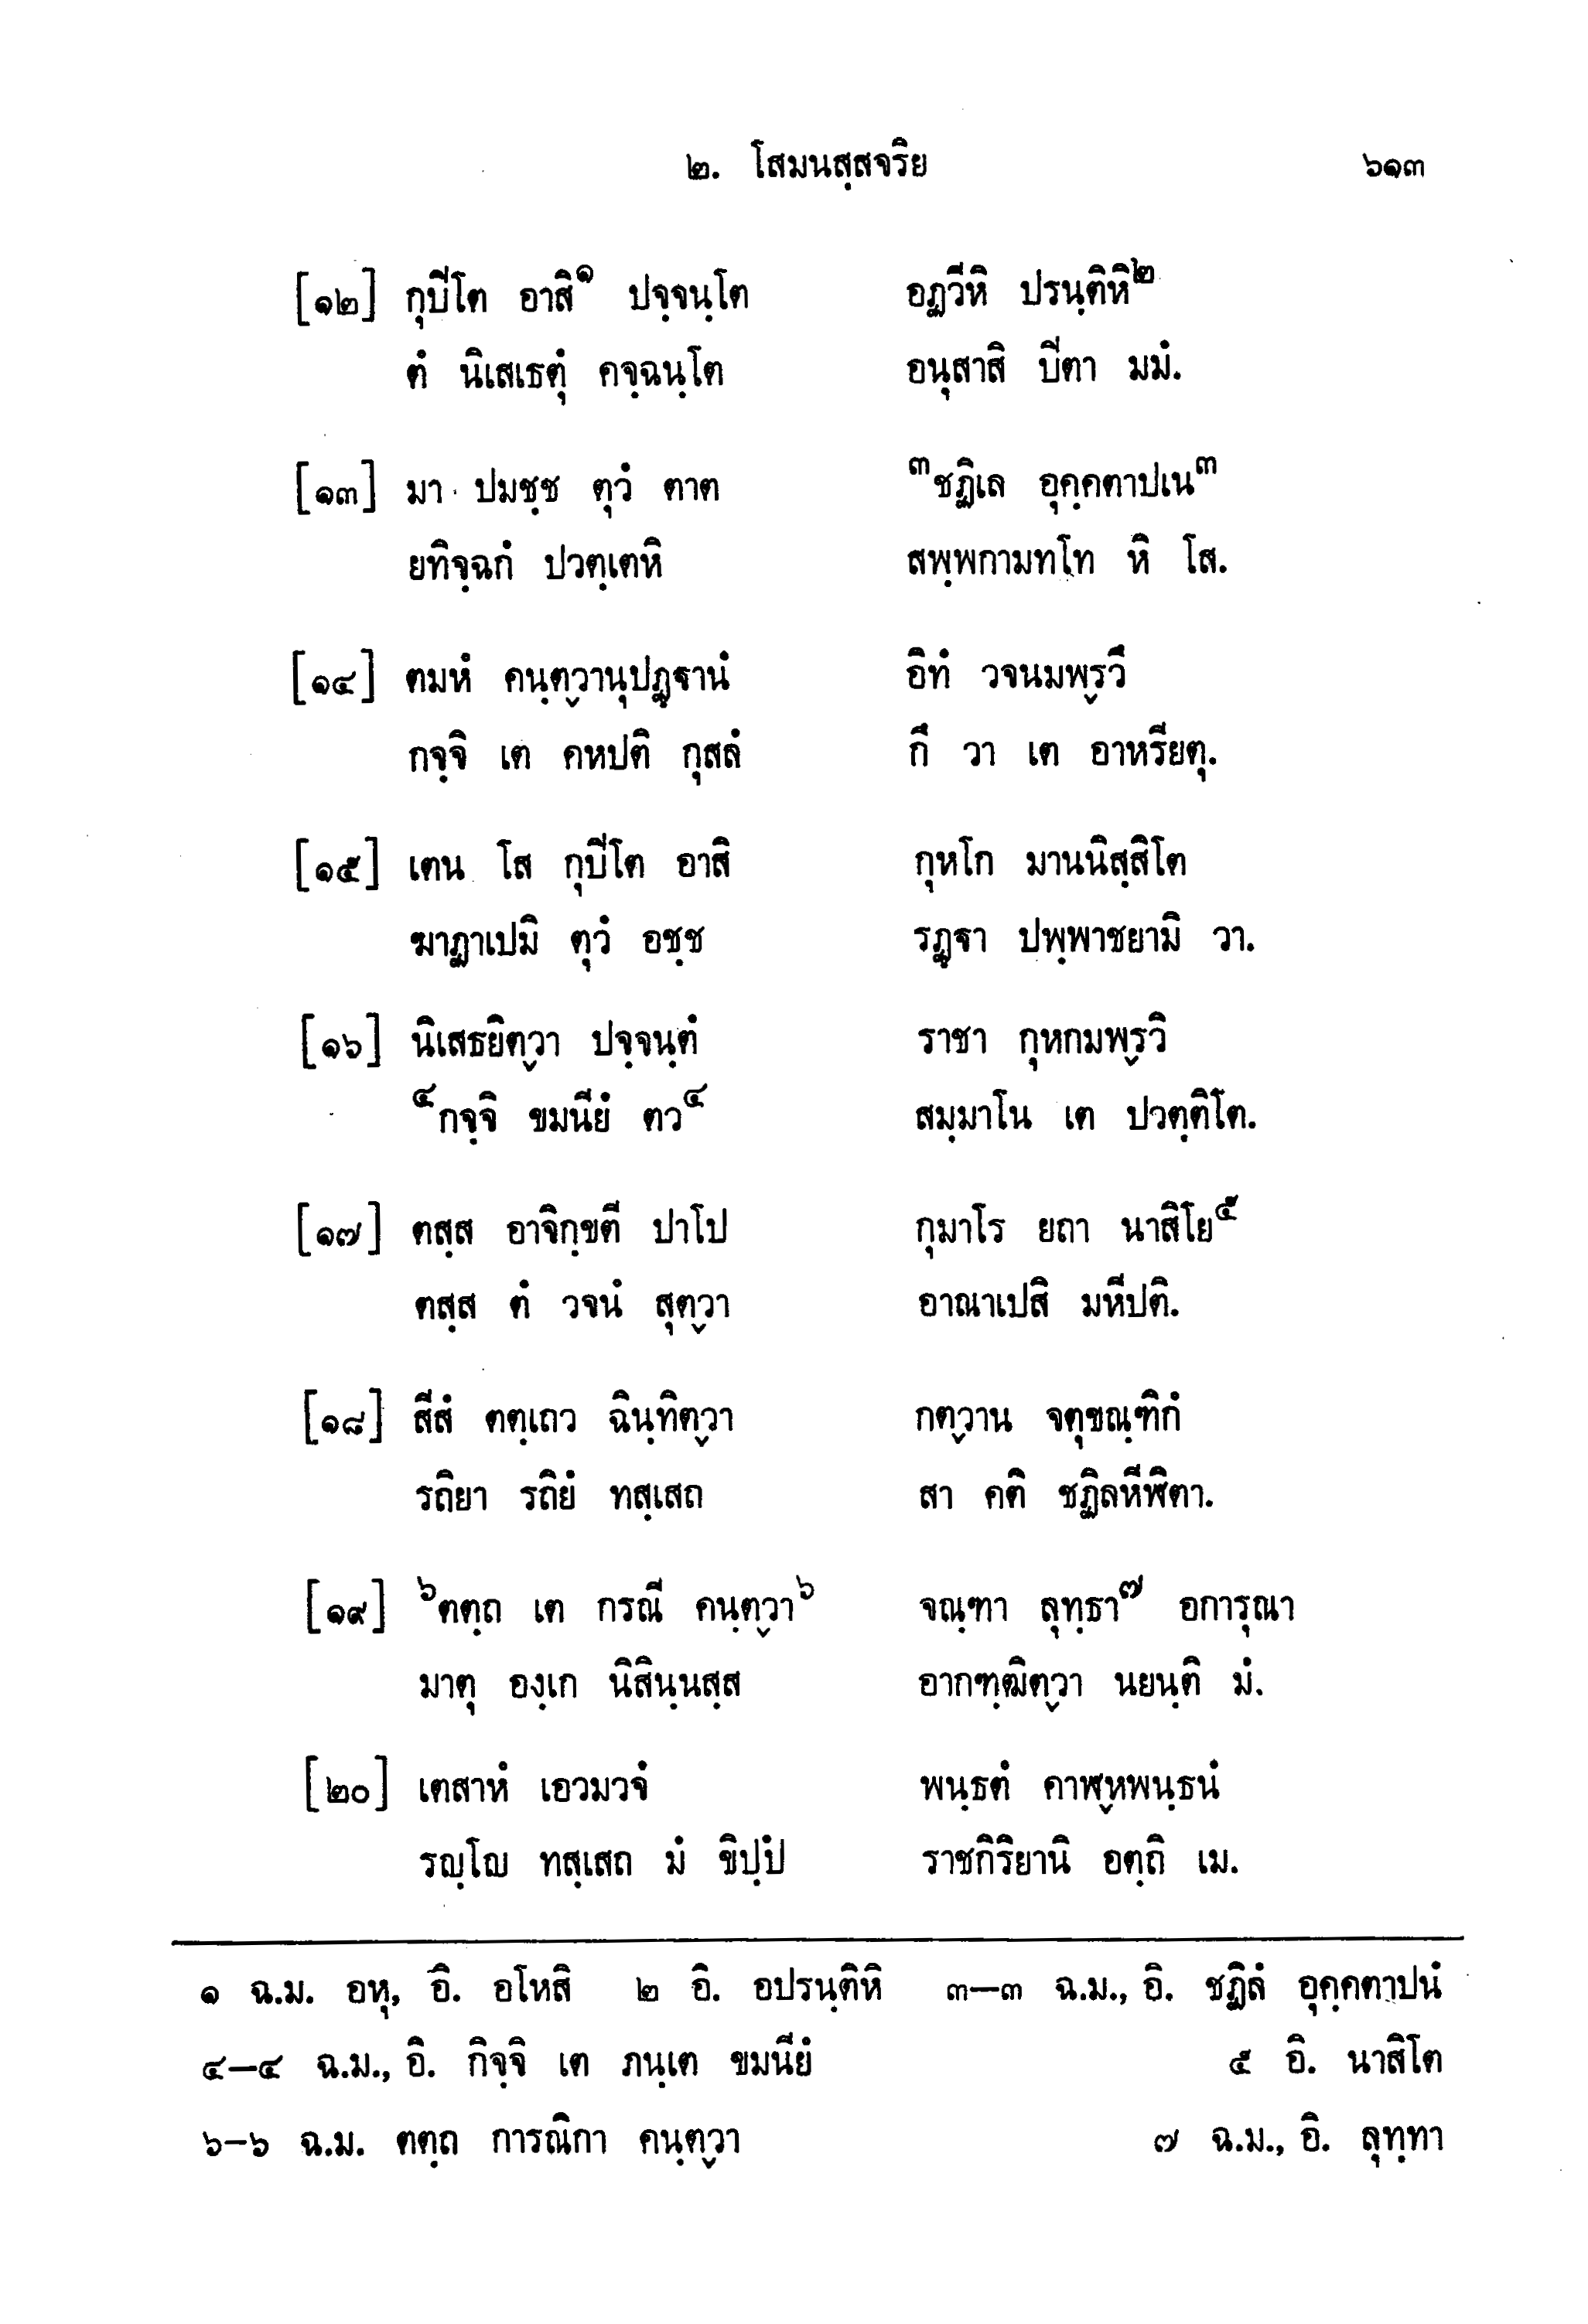 ๒. โสมนสฺสจริย ๖๑๓
[๑๒] กุปีโต อาสิ๑ ปจฺจนฺโต อฏวีหิ ปรนฺติหิ๒
ตํ นิเสเธตุํ คจฺฉนฺโต อนุสาสิ ปีตา มมํ.
[๑๓] มา ปมชฺช ตุวํ ตาต ๓ชฏิเล อุคฺคตาปเน๓
ยทิจฺฉกํ ปวตฺเตหิ สพฺพกามทโท หิ โส.
[๑๔] ตมหํ คนฺตฺวานุปฏฺฐานํ อิทํ วจนมพฺรวึ
กจฺจิ เต คหปติ กุสลํ กึ วา เต อาหรียตุ.
[๑๕] เตน โส กุปีโต อาสิ กุหโก มานนิสฺสิโต
ฆาฏาเปมิ ตุวํ อชฺช รฏฺฐา ปพฺพาชยามิ วา.
[๑๖] นิเสธยิตฺวา ปจฺจนฺตํ ราชา กุหกมพฺรวิ
๔กจฺจิ ขมนียํ ตว๔ สมฺมาโน เต ปวตฺติโต.
[๑๗] ตสฺส อาจิกฺขตี ปาโป กุมาโร ยถา นาสิโย๕
ตสฺส ตํ วจนํ สุตฺวา อาณาเปสิ มหีปติ.
[๑๘] สีสํ ตตฺเถว ฉินฺทิตฺวา กตฺวาน จตุขณฺฑิกํ
รถิยา รถิยํ ทสฺเสถ สา คติ ชฏิลหีฬิตา.
[๑๙] ๖ตตฺถ เต กรณี คนฺตฺวา๖ จณฺฑา ลุทฺธา๗ อการุณา
มาตุ องฺเก นิสินฺนสฺส อากฑฺฒิตฺวา นยนฺติ มํ.
[๒๐] เตสาหํ เอวมวจํ พนฺธตํ คาฬฺหพนฺธนํ
รญฺโญ ทสฺเสถ มํ ขิปฺปํ ราชกิริยานิ อตฺถิ เม.
๑ ฉ.ม. อหุ, อิ. อโหสิ ๒ อิ. อปรนฺติหิ ๓—๓ ฉ.ม., อิ. ชฏิลํ อุคฺคตาปนํ
๔—๔ ฉ.ม., อิ. กิจฺจิ เต ภนฺเต ขมนียํ ๕ อิ. นาสิโต
๖—๖ ฉ.ม. ตตฺถ การณิกา คนฺตฺวา ๗ ฉ.ม., อิ. ลุทฺทา